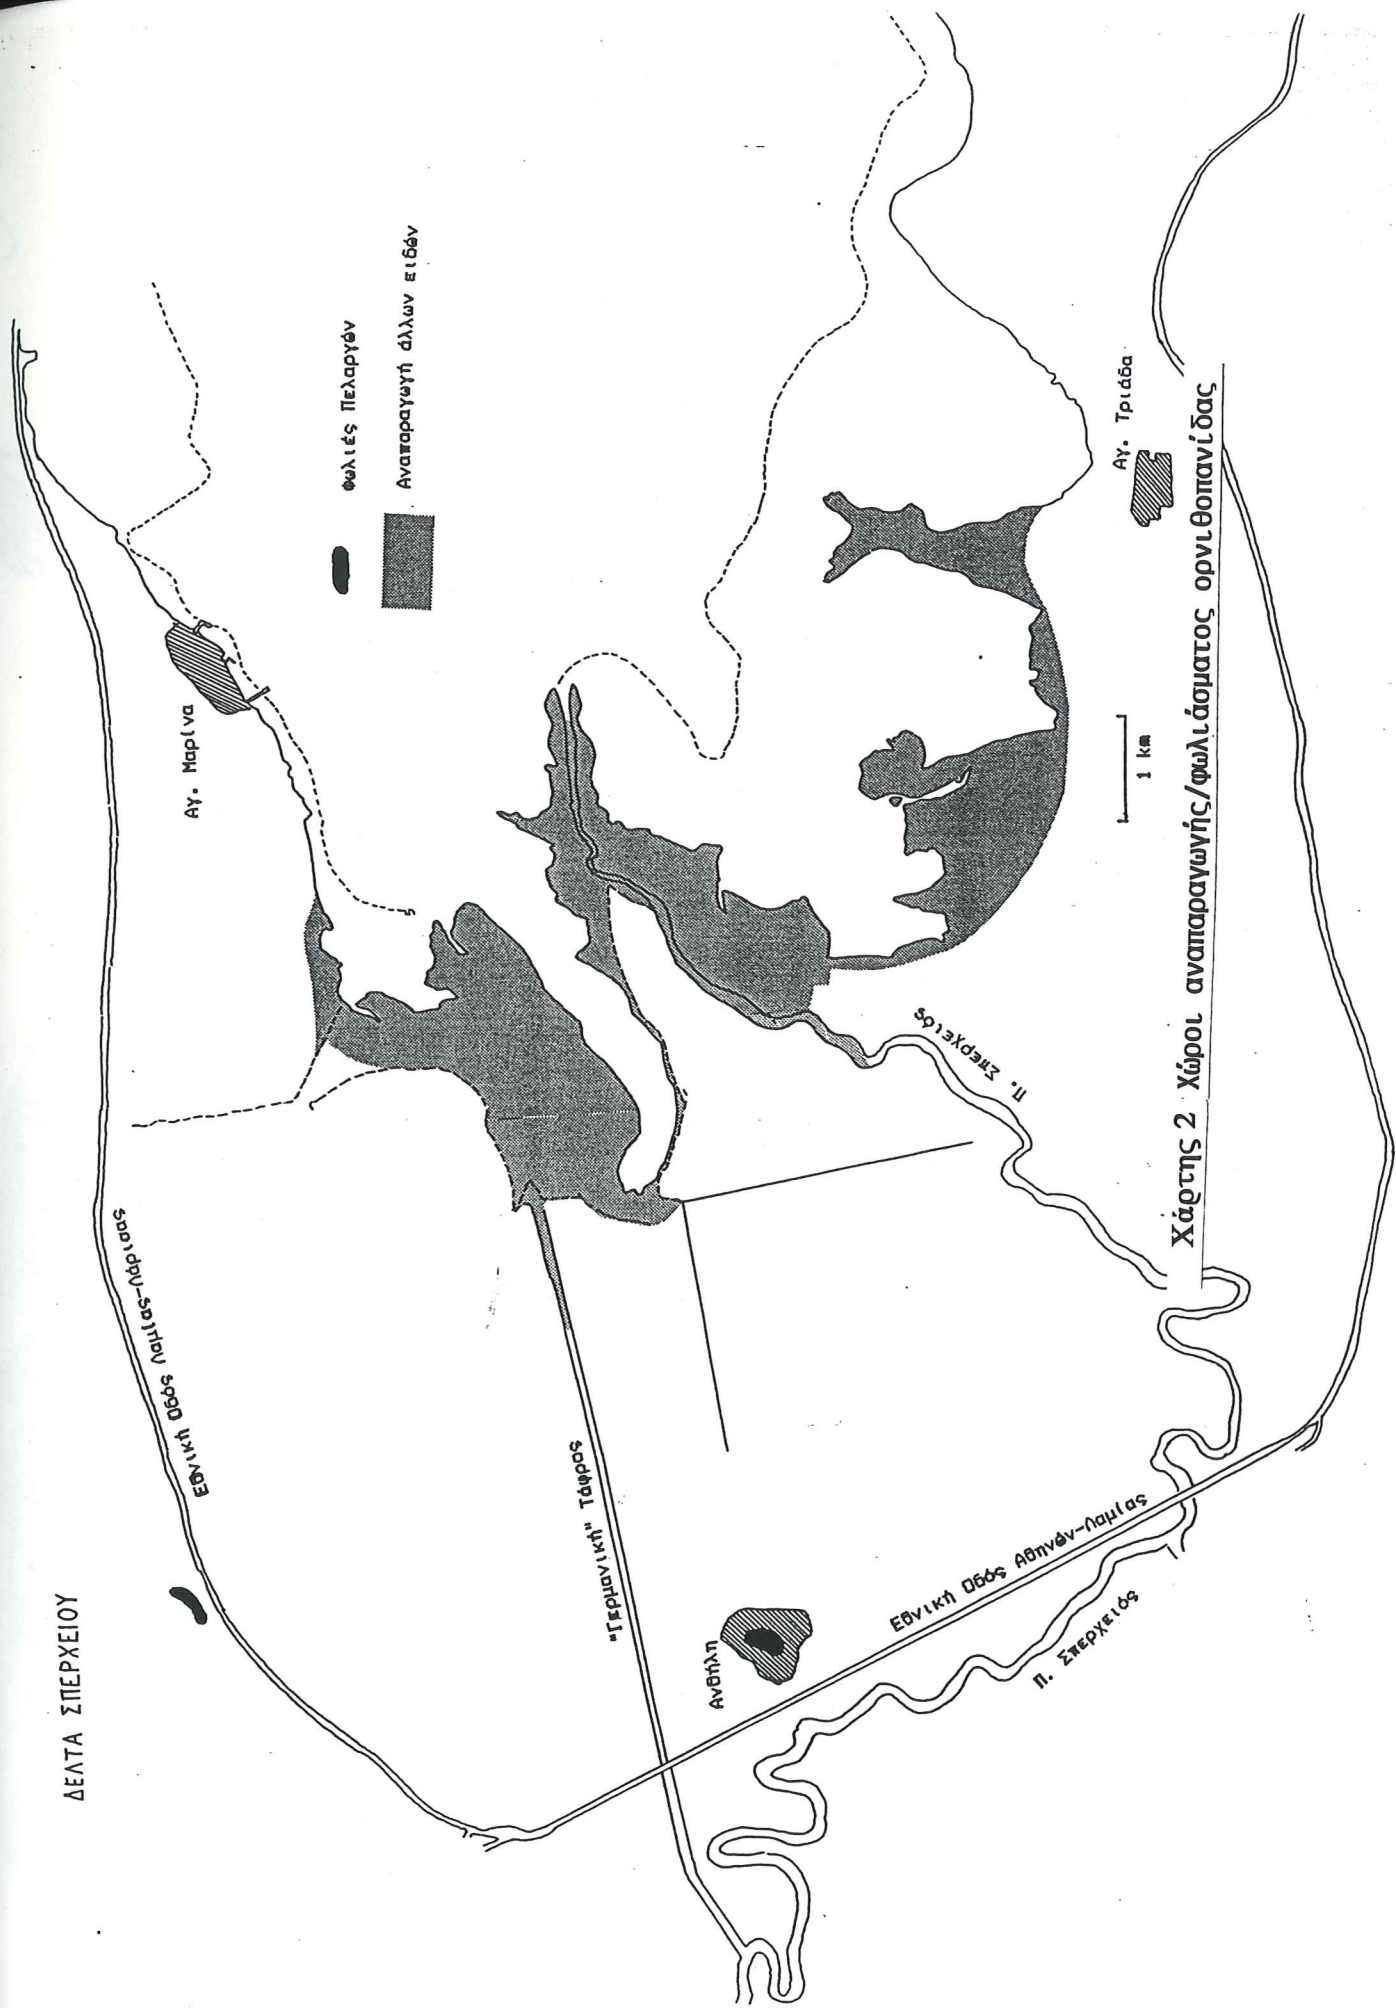 ΔΕΛΤΑ ΣΠΕΡΧΕΙΟΥ
Εθνική Οδός Λαμίας-Λάρισας
Αγ. Μαρίνα
Φωλιές Πελαργών
Αναπαραγωγή άλλων ειδών
"Γερμανική" Τάφρος
Ανθήλη
Εθνική Οδός Αθηνών-Λαμίας
Π. Σπερχειός
Π. Σπερχειός
Αγ. Τριάδα
1 km
Χάρτης 2 Χώροι αναπαραγωγής/φωλιάσματος ορνιθοπανίδας